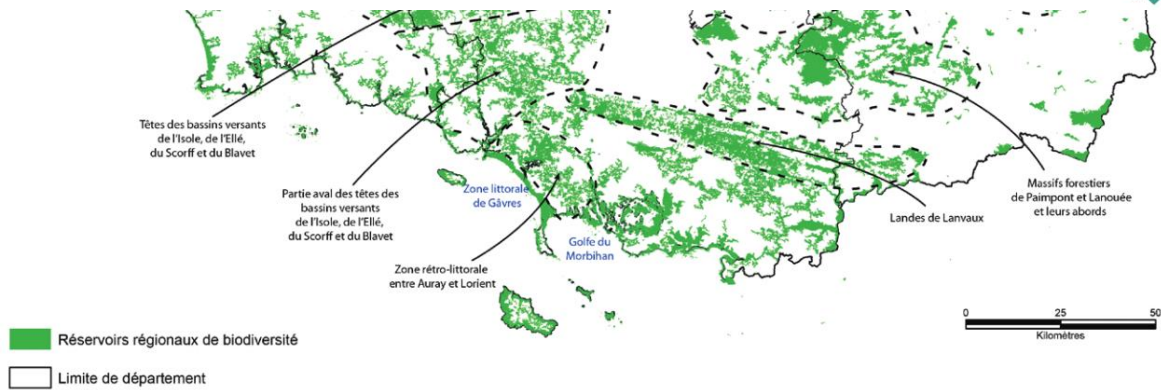 Têtes des bassins versants
de l'Isole, de l'Ellé,
du Scorff et du Blavet
Partie aval des têtes des
bassins versants
de l'Isole, de l'Ellé,
du Scorff et du Blavet
Zone littorale
de Gâvres
Golfe du
Morbihan
Zone rétro-littorale
entre Auray et Lorient
Landes de Lanvaux
Massifs forestiers
de Paimpont et Lanouée
et leurs abords
0 25 50
Kilomètres
Réservoirs régionaux de biodiversité
Limite de département